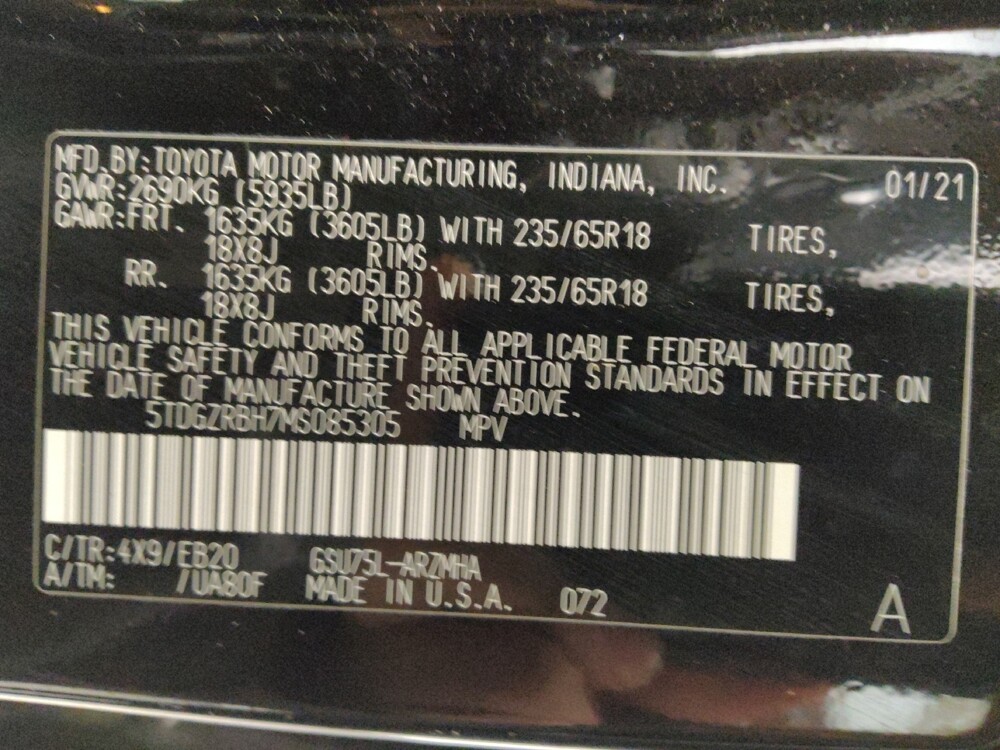 MFD.BY:TOYOTA MOTOR MANUFACTURING, INDIANA, INC. 01/21
GVWR:2690KG (5935LB)
GAWR:FRT. 1635KG (3605LB) WITH 235/65R18 TIRES,
18X8J RIMS.
RR. 1635KG (3605LB) WITH 235/65R18 TIRES,
18X8J RIMS.
THIS VEHICLE CONFORMS TO ALL APPLICABLE FEDERAL MOTOR
VEHICLE SAFETY AND THEFT PREVENTION STANDARDS IN EFFECT ON
THE DATE OF MANUFACTURE SHOWN ABOVE.
5TDGZRBH7MS085305 MPV
C/TR:4X9/EB20 GSU75L-ARZMHA
A/TM: /UA80F MADE IN U.S.A. 072 A